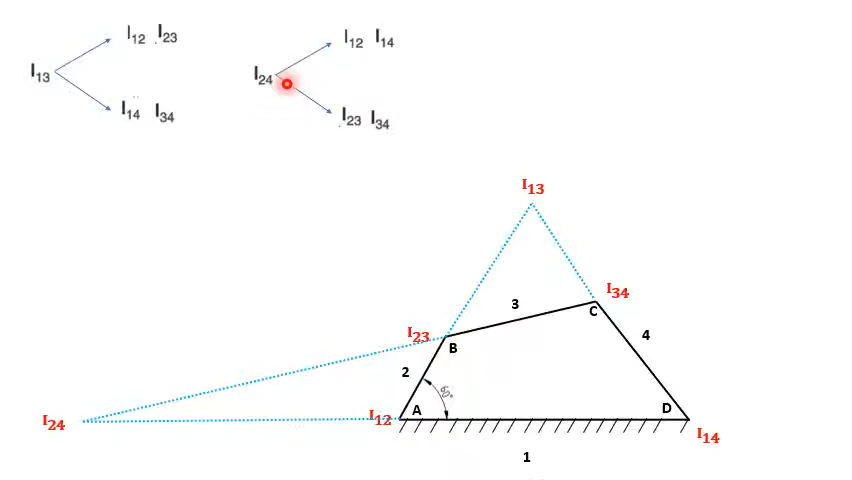 I₁₂ I₂₃
I₁₃
I₁₄ I₃₄
I₁₂ I₁₄
I₂₄
I₂₃ I₃₄
I₁₃
I₃₄
3
C
4
I₂₃
B
2
I₂₄
I₁₂
A
D
I₁₄
1